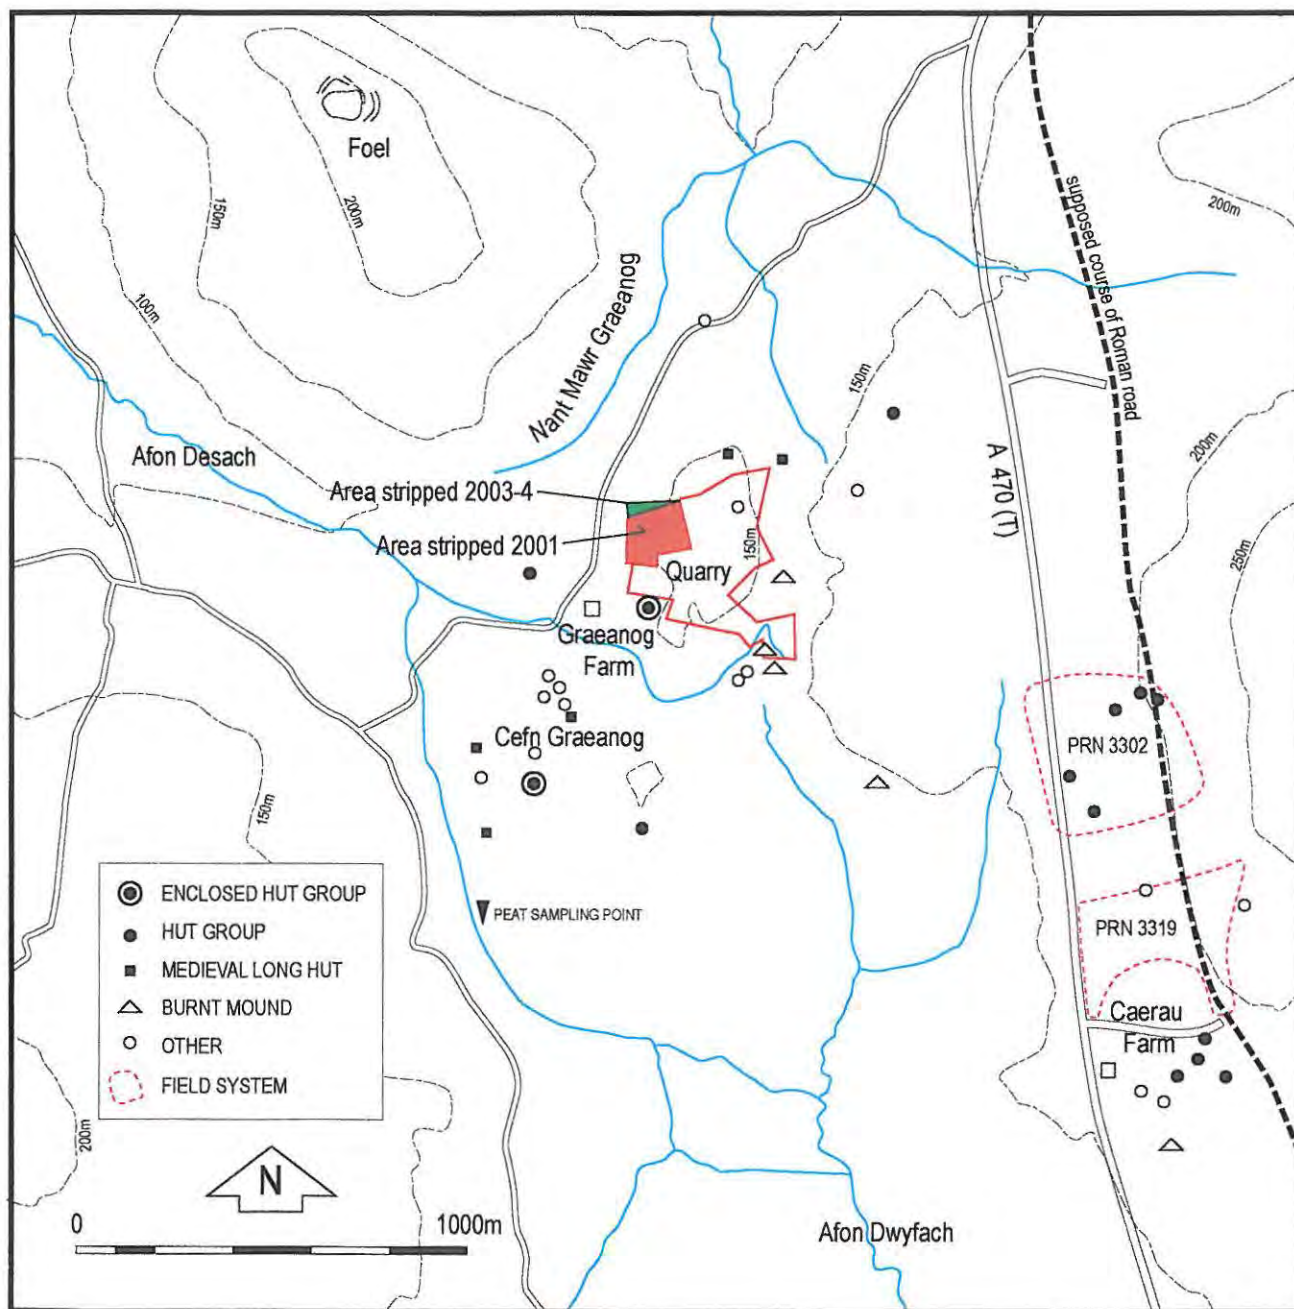 Foel
200m
150m
100m
Nant Mawr Graeanog
supposed course of Roman road
200m
Afon Desach
150m
A 470 (T)
200m
250m
Area stripped 2003-4
Area stripped 2001
150m
Quarry
Graeanog
Farm
Cefn Graeanog
PRN 3302
150m
ENCLOSED HUT GROUP
HUT GROUP
MEDIEVAL LONG HUT
BURNT MOUND
OTHER
FIELD SYSTEM
PEAT SAMPLING POINT
PRN 3319
Caerau
Farm
200m
N
0
1000m
Afon Dwyfach